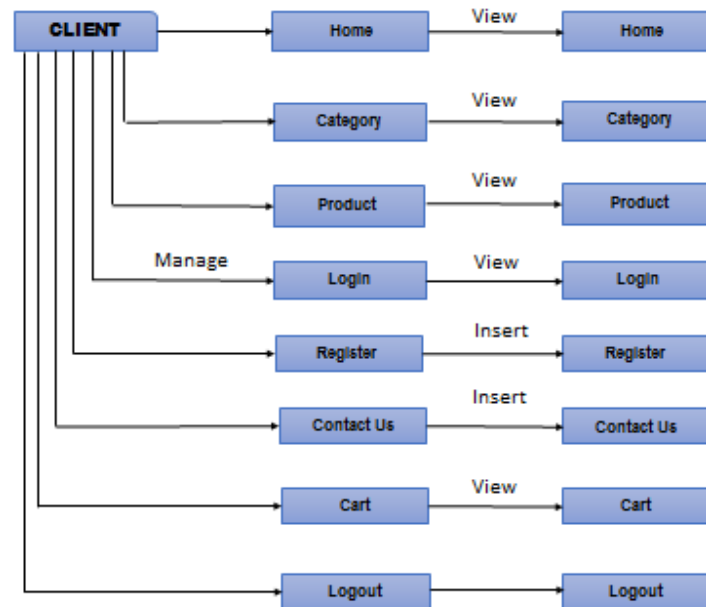 CLIENT
Home
View
Home
Category
View
Category
Product
View
Product
Manage
Login
View
Login
Register
Insert
Register
Contact Us
Insert
Contact Us
Cart
View
Cart
Logout
Logout